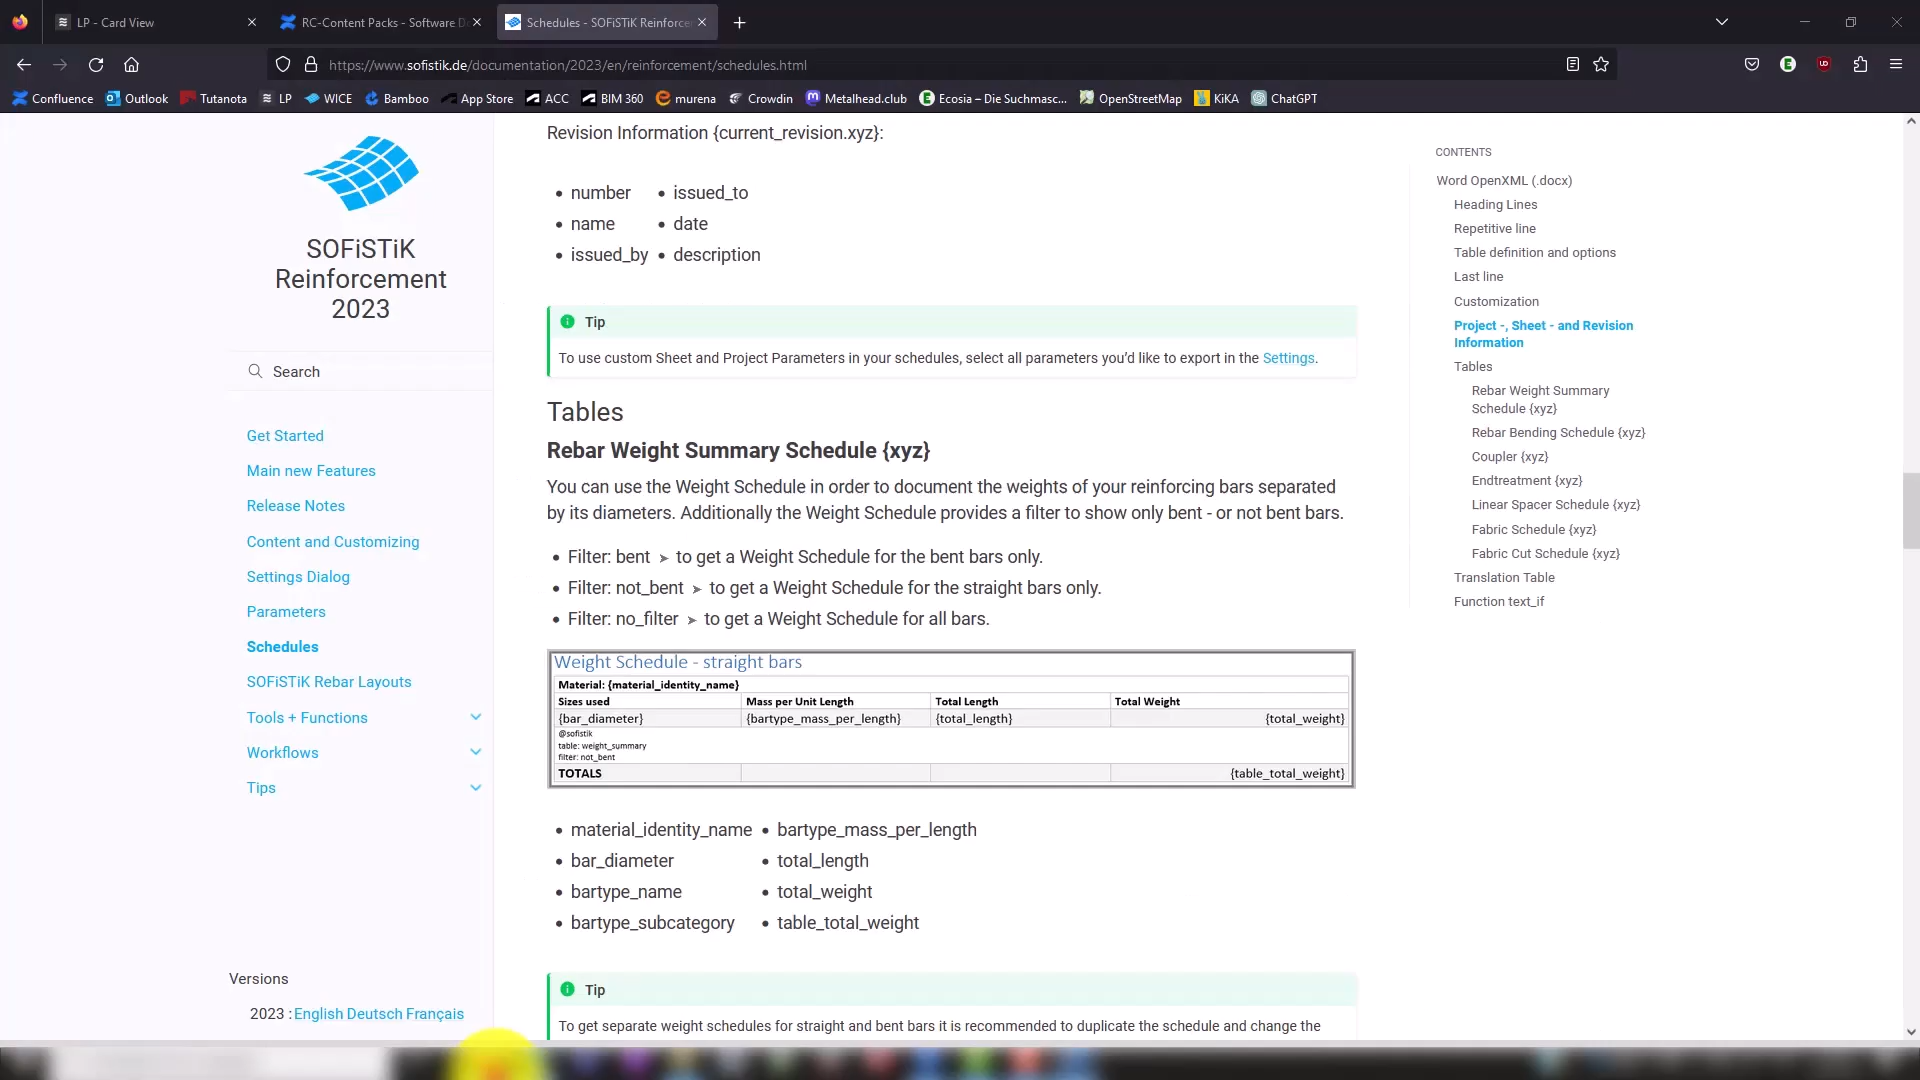 LP - Card View
RC-Content Packs - Software D
Schedules - SOFiSTiK Reinforce
https://www.sofistik.de/documentation/2023/en/reinforcement/schedules.html
Confluence
Outlook
Tutanota
LP
WICE
Bamboo
App Store
ACC
BIM 360
murena
Crowdin
Metalhead.club
Ecosia – Die Suchmasc...
OpenStreetMap
KiKA
ChatGPT
SOFiSTiK
Reinforcement
2023
Search
Get Started
Main new Features
Release Notes
Content and Customizing
Settings Dialog
Parameters
Schedules
SOFiSTiK Rebar Layouts
Tools + Functions
Workflows
Tips
Versions
2023 : English Deutsch Français
Revision Information {current_revision.xyz}:
• number • issued_to
• name • date
• issued_by • description
Tip
To use custom Sheet and Project Parameters in your schedules, select all parameters you’d like to export in the Settings.
Tables
Rebar Weight Summary Schedule {xyz}
You can use the Weight Schedule in order to document the weights of your reinforcing bars separated
by its diameters. Additionally the Weight Schedule provides a filter to show only bent - or not bent bars.
• Filter: bent ➤ to get a Weight Schedule for the bent bars only.
• Filter: not_bent ➤ to get a Weight Schedule for the straight bars only.
• Filter: no_filter ➤ to get a Weight Schedule for all bars.
Weight Schedule - straight bars
Material: {material_identity_name}
Sizes used Mass per Unit Length Total Length Total Weight
{bar_diameter} {bartype_mass_per_length} {total_length} {total_weight}
@sofistik
table: weight_summary
filter: not_bent
TOTALS {table_total_weight}
• material_identity_name • bartype_mass_per_length
• bar_diameter • total_length
• bartype_name • total_weight
• bartype_subcategory • table_total_weight
Tip
To get separate weight schedules for straight and bent bars it is recommended to duplicate the schedule and change the
CONTENTS
Word OpenXML (.docx)
Heading Lines
Repetitive line
Table definition and options
Last line
Customization
Project -, Sheet - and Revision
Information
Tables
Rebar Weight Summary
Schedule {xyz}
Rebar Bending Schedule {xyz}
Coupler {xyz}
Endtreatment {xyz}
Linear Spacer Schedule {xyz}
Fabric Schedule {xyz}
Fabric Cut Schedule {xyz}
Translation Table
Function text_if